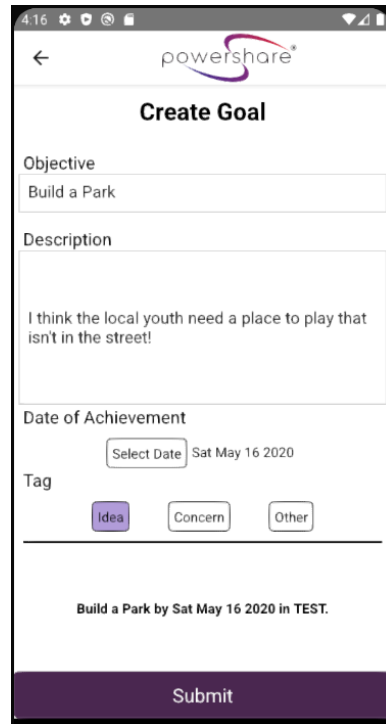 4:16
powershare®
Create Goal
Objective
Build a Park
Description
I think the local youth need a place to play that
isn't in the street!
Date of Achievement
Select Date Sat May 16 2020
Tag
Idea Concern Other
Build a Park by Sat May 16 2020 in TEST.
Submit